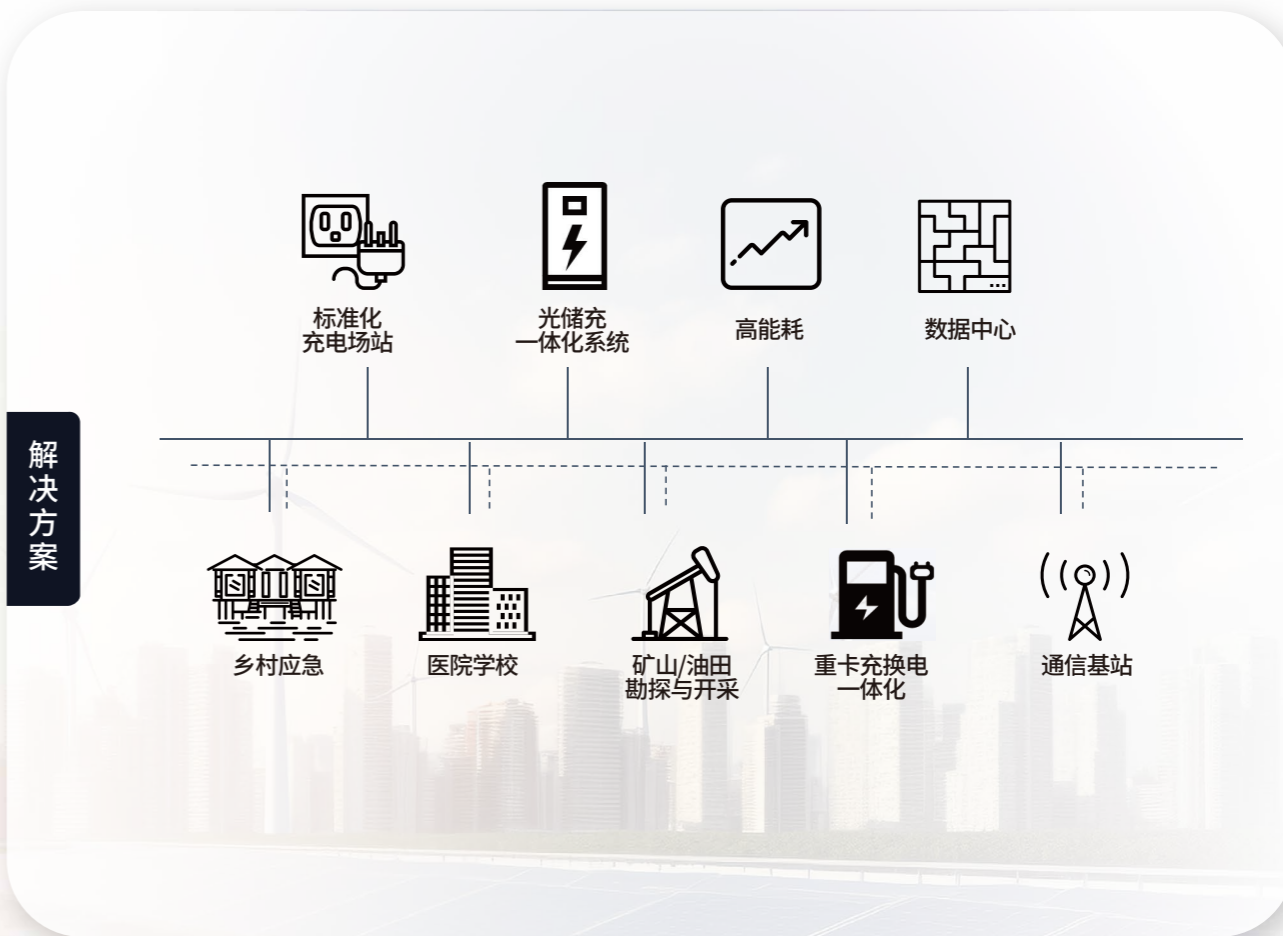 标准化
充电场站
光储充
一体化系统
高能耗
数据中心
解决方案
乡村应急
医院学校
矿山/油田
勘探与开采
重卡充换电
一体化
通信基站